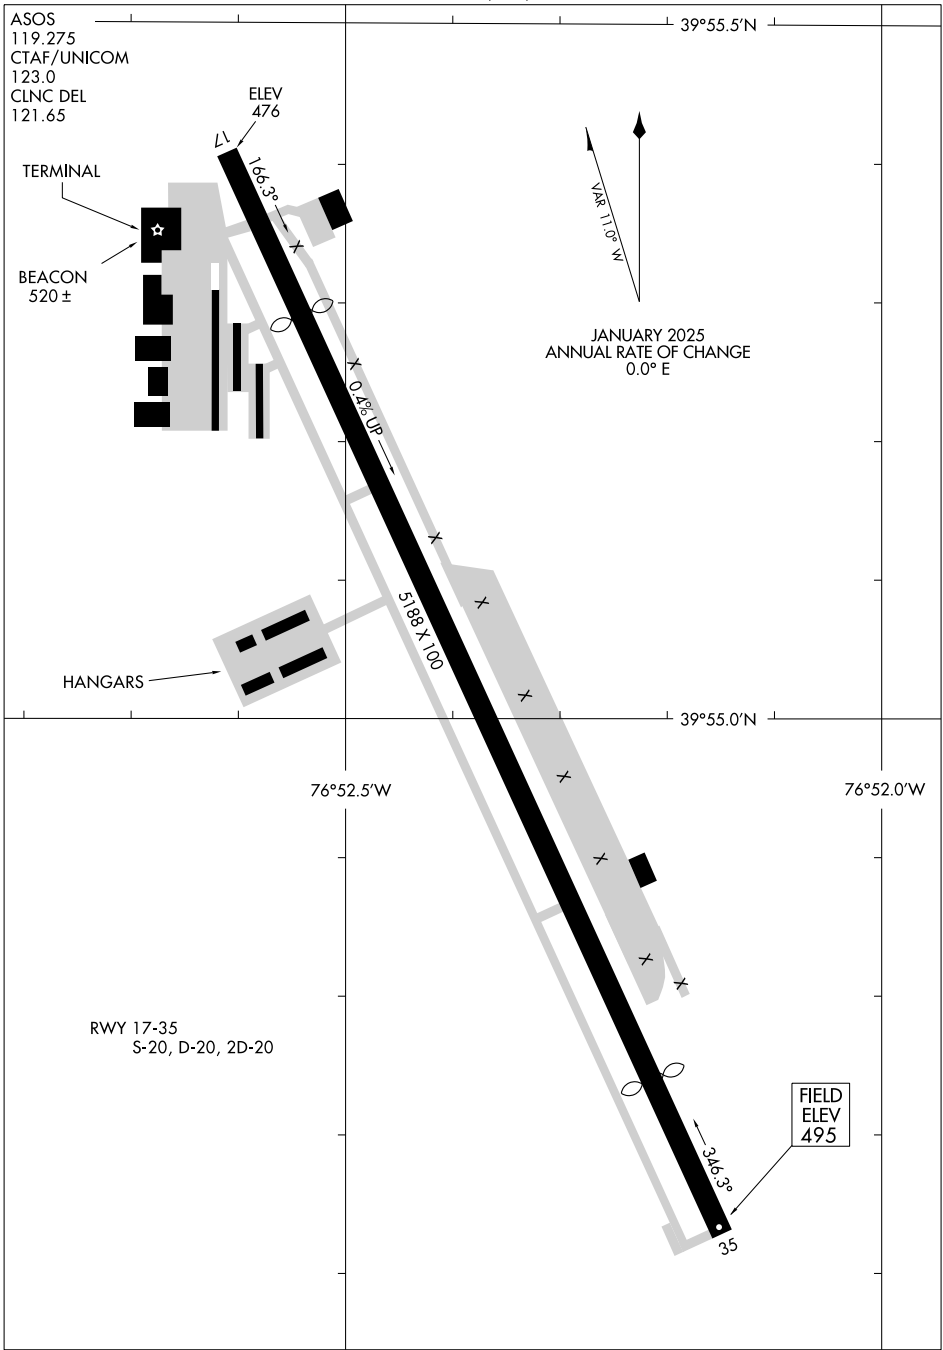 ASOS
119.275
CTAF/UNICOM
123.0
CLNC DEL
121.65
39°55.5'N
ELEV
476
17
166.3°
TERMINAL
BEACON
520 ±
VAR 11.0° W
JANUARY 2025
ANNUAL RATE OF CHANGE
0.0° E
0.4% UP
5188 X 100
HANGARS
39°55.0'N
76°52.5'W
76°52.0'W
RWY 17-35
S-20, D-20, 2D-20
FIELD
ELEV
495
346.3°
35